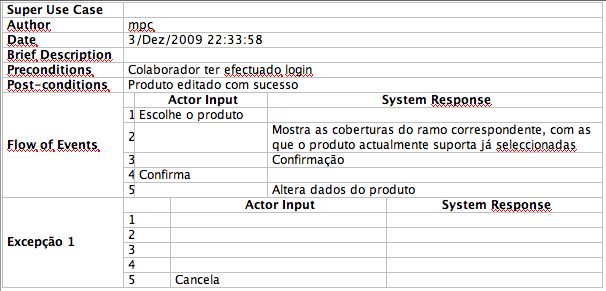 Super Use Case
Author mpc
Date 3/Dez/2009 22:33:58
Brief Description
Preconditions Colaborador ter efectuado login
Post-conditions Produto editado com sucesso
Flow of Events
Actor Input System Response
1 Escolhe o produto
2 Mostra as coberturas do ramo correspondente, com as
que o produto actualmente suporta já seleccionadas
3 Confirmação
4 Confirma
5 Altera dados do produto
Excepção 1
Actor Input System Response
1
2
3
4
5 Cancela